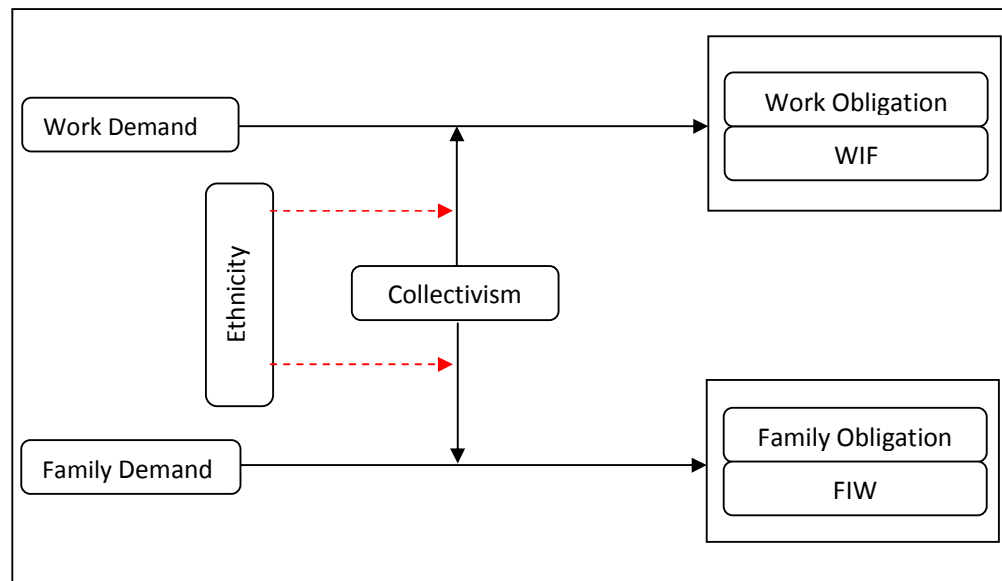 Work Demand
Work Obligation
WIF
Ethnicity
Collectivism
Family Demand
Family Obligation
FIW